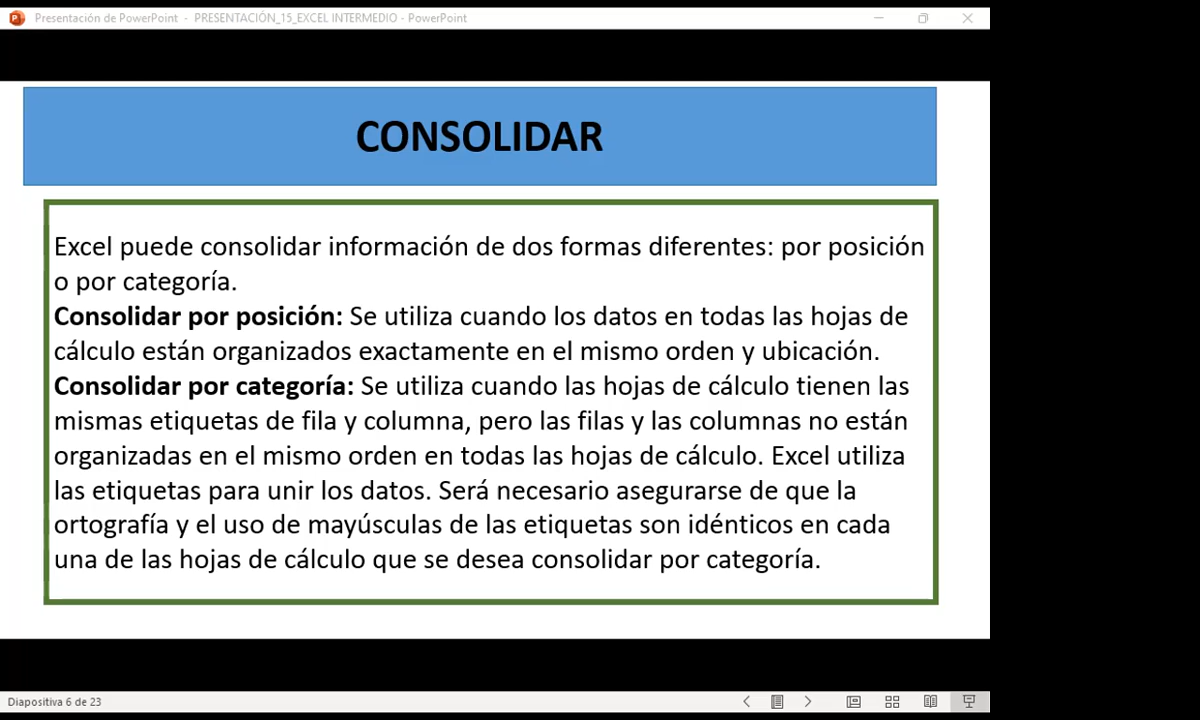 Presentación de PowerPoint - PRESENTACIÓN_15_EXCEL INTERMEDIO - PowerPoint
CONSOLIDAR
Excel puede consolidar información de dos formas diferentes: por posición
o por categoría.
Consolidar por posición: Se utiliza cuando los datos en todas las hojas de
cálculo están organizados exactamente en el mismo orden y ubicación.
Consolidar por categoría: Se utiliza cuando las hojas de cálculo tienen las
mismas etiquetas de fila y columna, pero las filas y las columnas no están
organizadas en el mismo orden en todas las hojas de cálculo. Excel utiliza
las etiquetas para unir los datos. Será necesario asegurarse de que la
ortografía y el uso de mayúsculas de las etiquetas son idénticos en cada
una de las hojas de cálculo que se desea consolidar por categoría.
Diapositiva 6 de 23